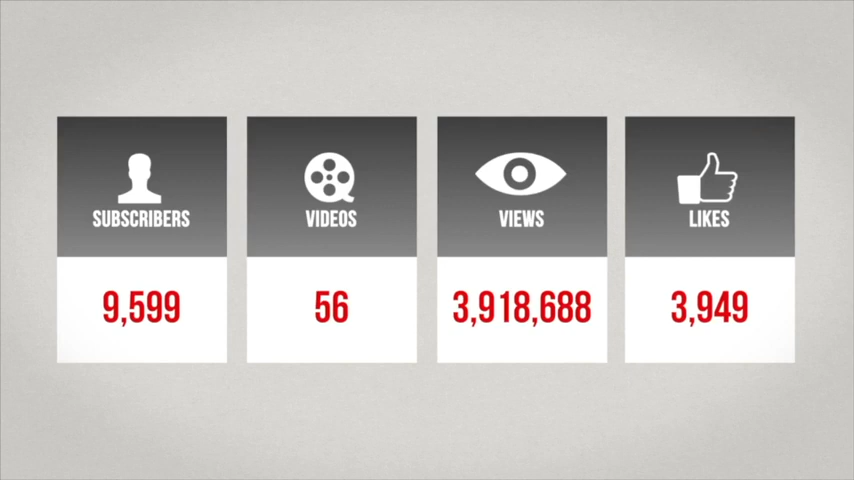 SUBSCRIBERS
9,599
VIDEOS
56
VIEWS
3,918,688
LIKES
3,949